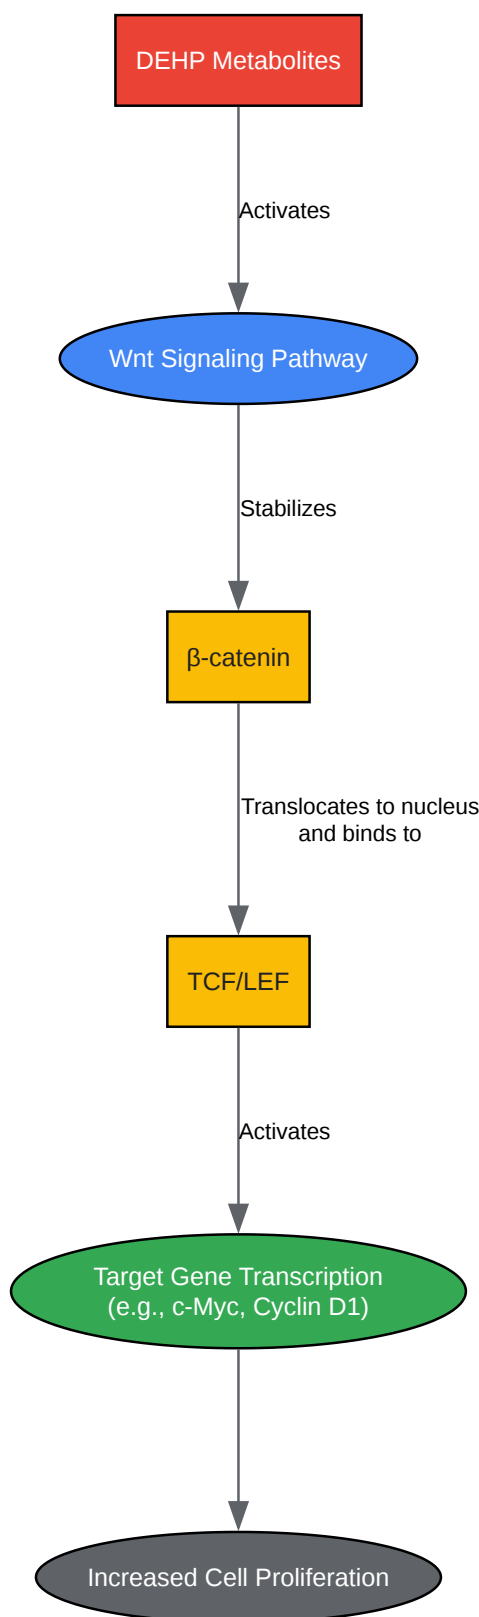 DEHP Metabolites
Activates
Wnt Signaling Pathway
Stabilizes
β-catenin
Translocates to nucleus
and binds to
TCF/LEF
Activates
Target Gene Transcription
(e.g., c-Myc, Cyclin D1)
Increased Cell Proliferation